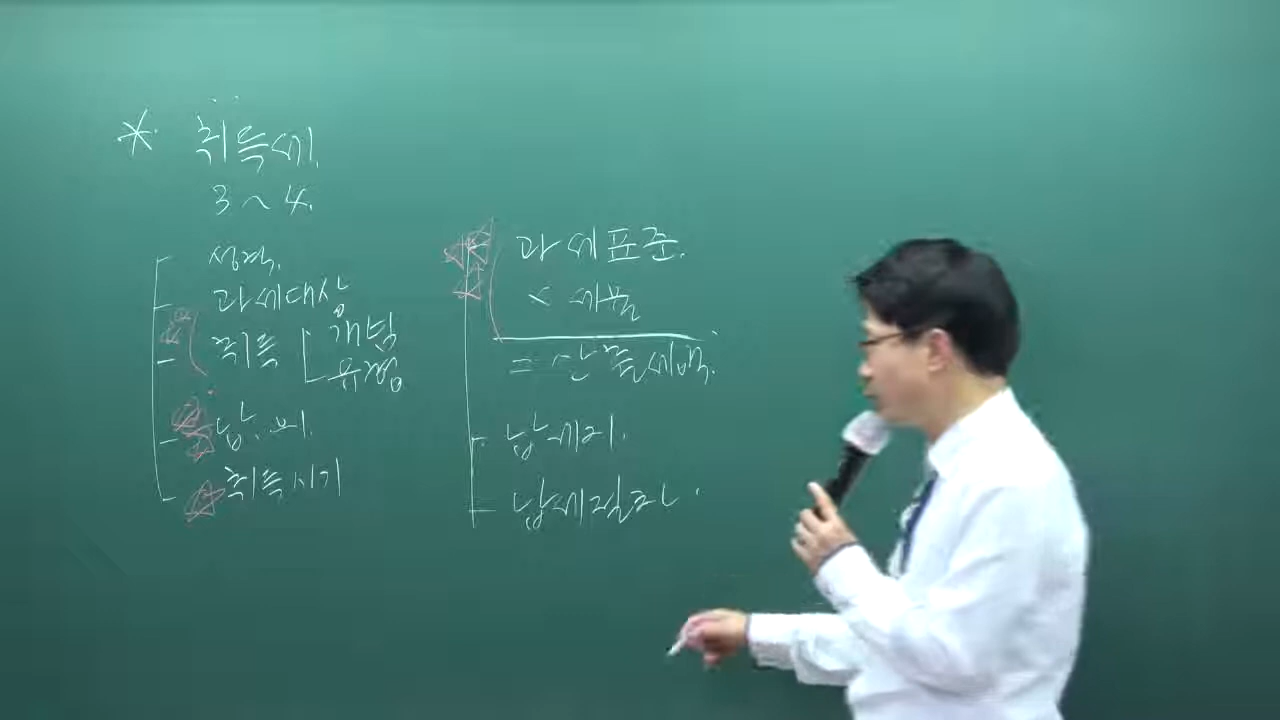 * 취득세.
3~4.
성격.
과세대상
취득 [ 개념
유형
납.의.
취득시기
과세표준.
× 세율
= 산출세액.
납세지.
납세절차.